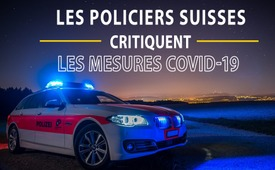 LES POLICIERS SUISSES
CRITIQUENT
LES MESURES COVID-19